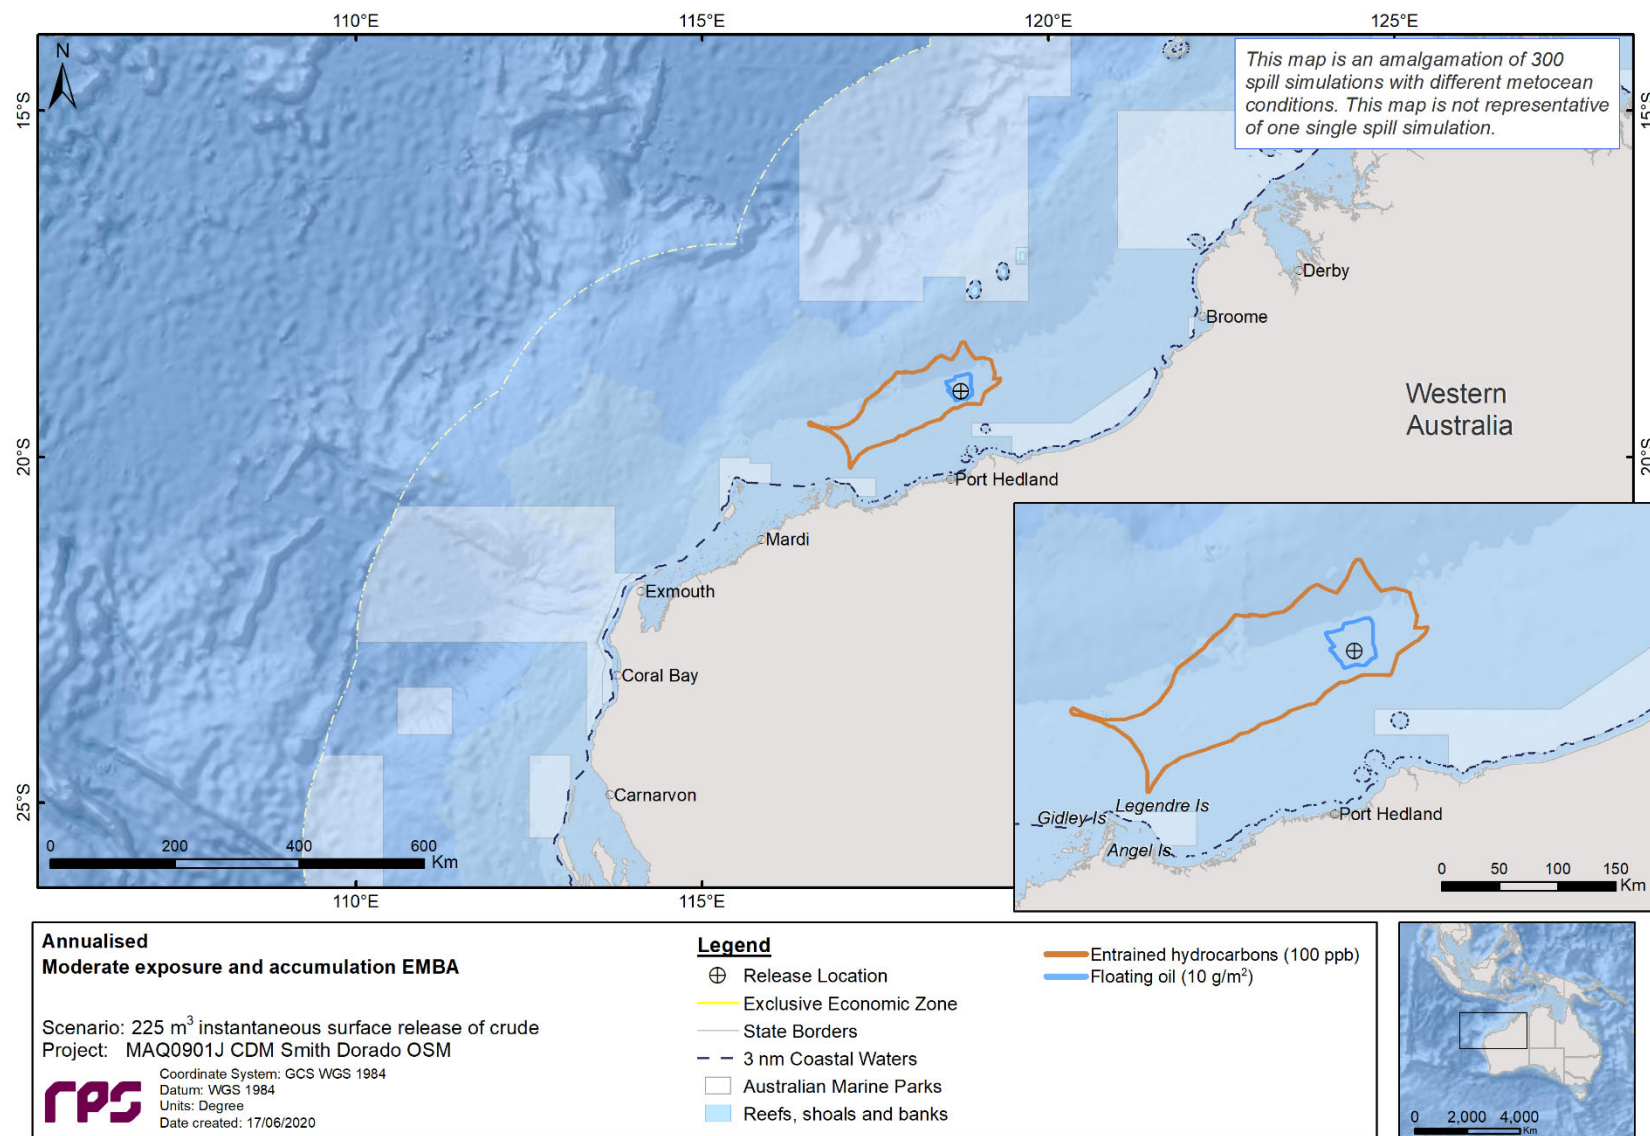 110°E
115°E
120°E
125°E
N
This map is an amalgamation of 300
spill simulations with different metocean
conditions. This map is not representative
of one single spill simulation.
15°S
15°S
Derby
Broome
Western
Australia
20°S
20°S
Port Hedland
Mardi
Exmouth
Coral Bay
Carnarvon
25°S
0 200 400 600
Km
Legendre Is
Gidley Is
Angel Is
Port Hedland
0 50 100 150
Km
110°E
115°E
Annualised
Moderate exposure and accumulation EMBA
Scenario: 225 m³ instantaneous surface release of crude
Project: MAQ0901J CDM Smith Dorado OSM
rps
Coordinate System: GCS WGS 1984
Datum: WGS 1984
Units: Degree
Date created: 17/06/2020
Legend
Release Location
Exclusive Economic Zone
State Borders
3 nm Coastal Waters
Australian Marine Parks
Reefs, shoals and banks
Entrained hydrocarbons (100 ppb)
Floating oil (10 g/m²)
0 2,000 4,000
Km